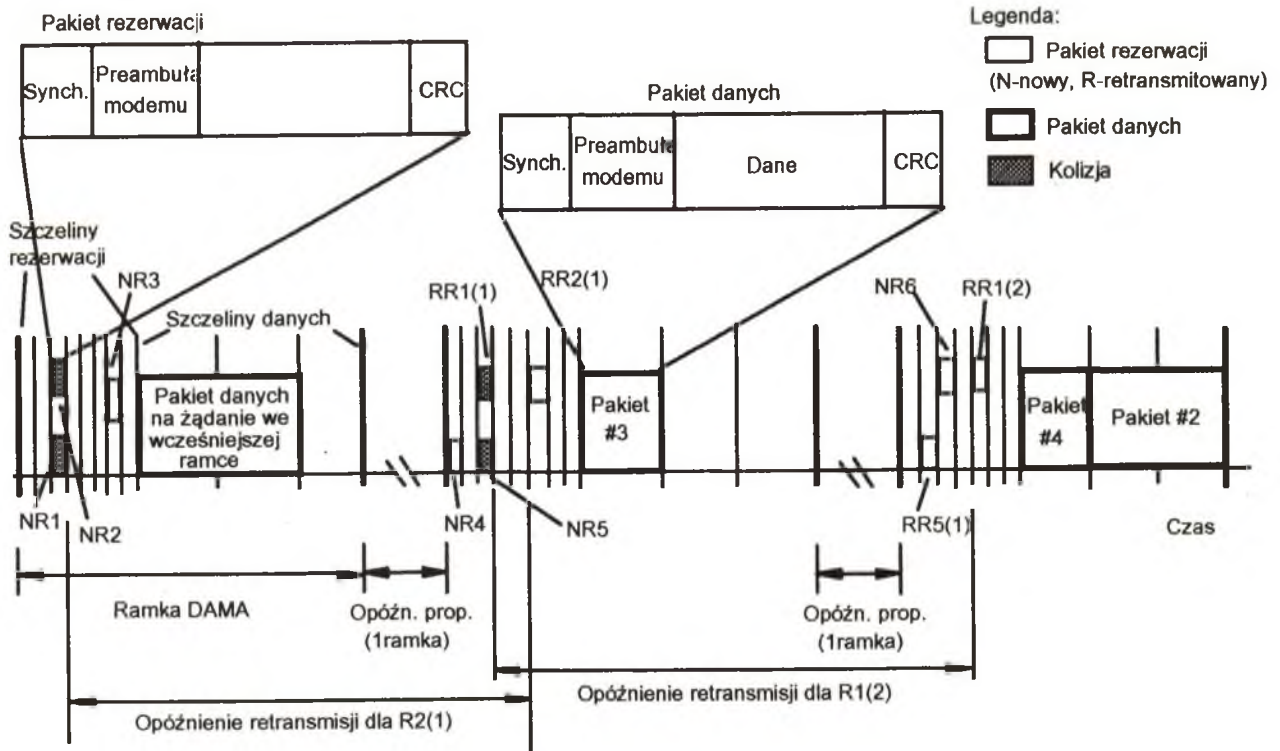 Pakiet rezerwacji
Synch.
Preambuła
modemu
CRC
Legenda:
Pakiet rezerwacji
(N-nowy, R-retransmitowany)
Pakiet danych
Kolizja
Pakiet danych
Synch.
Preambuła
modemu
Dane
CRC
Szczeliny
rezerwacji
NR3
Szczeliny danych
RR1(1)
RR2(1)
NR6
RR1(2)
Pakiet danych
na żądanie we
wcześniejszej
ramce
Pakiet
#3
Pakiet
#4
Pakiet #2
NR1
NR2
NR4
NR5
RR5(1)
Czas
Ramka DAMA
Opóźn. prop.
(1ramka)
Opóźn. prop.
(1ramka)
Opóźnienie retransmisji dla R2(1)
Opóźnienie retransmisji dla R1(2)